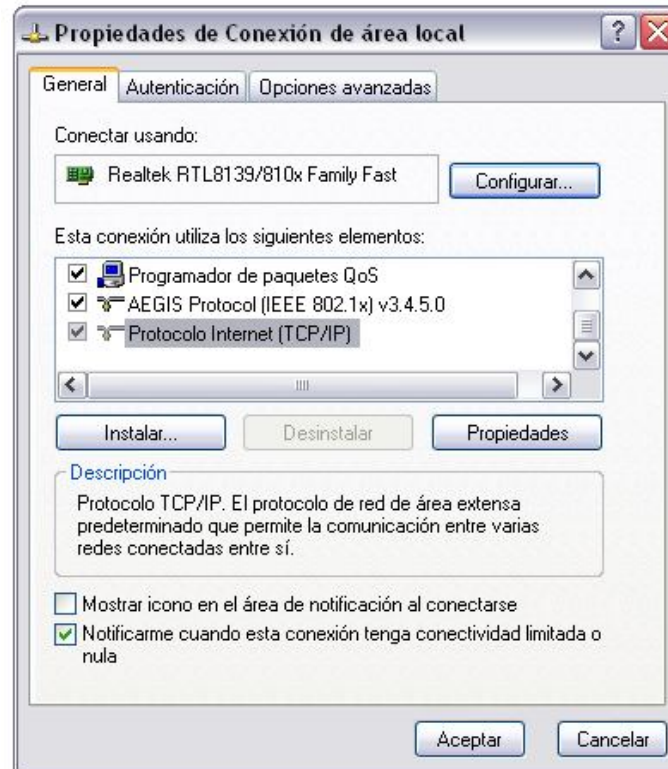 Propiedades de Conexión de área local
General
Autenticación
Opciones avanzadas
Conectar usando:
Realtek RTL8139/810x Family Fast
Configurar...
Esta conexión utiliza los siguientes elementos:
Programador de paquetes QoS
AEGIS Protocol (IEEE 802.1x) v3.4.5.0
Protocolo Internet (TCP/IP)
Instalar...
Desinstalar
Propiedades
Descripción
Protocolo TCP/IP. El protocolo de red de área extensa
predeterminado que permite la comunicación entre varias
redes conectadas entre sí.
Mostrar icono en el área de notificación al conectarse
Notificarme cuando esta conexión tenga conectividad limitada o
nula
Aceptar
Cancelar